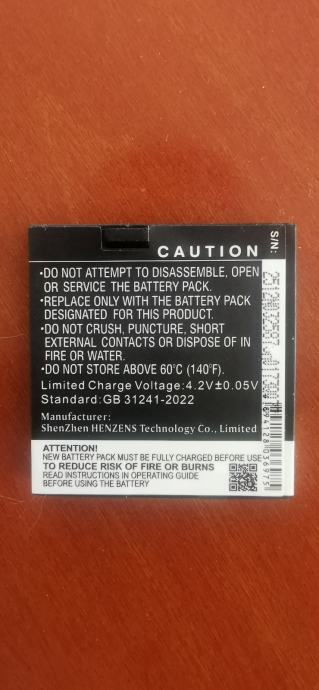 CAUTION
S/N:
•DO NOT ATTEMPT TO DISASSEMBLE, OPEN
OR SERVICE THE BATTERY PACK.
•REPLACE ONLY WITH THE BATTERY PACK
DESIGNATED FOR THIS PRODUCT.
•DO NOT CRUSH, PUNCTURE, SHORT
EXTERNAL CONTACTS OR DISPOSE OF IN
FIRE OR WATER.
•DO NOT STORE ABOVE 60℃ (140℉).
Limited Charge Voltage:4.2V±0.05V
Standard:GB 31241-2022
Manufacturer:
ShenZhen HENZENS Technology Co., Limited
ATTENTION!
NEW BATTERY PACK MUST BE FULLY CHARGED BEFORE USE
TO REDUCE RISK OF FIRE OR BURNS
READ INSTRUCTIONS IN OPERATING GUIDE
BEFORE USING THE BATTERY